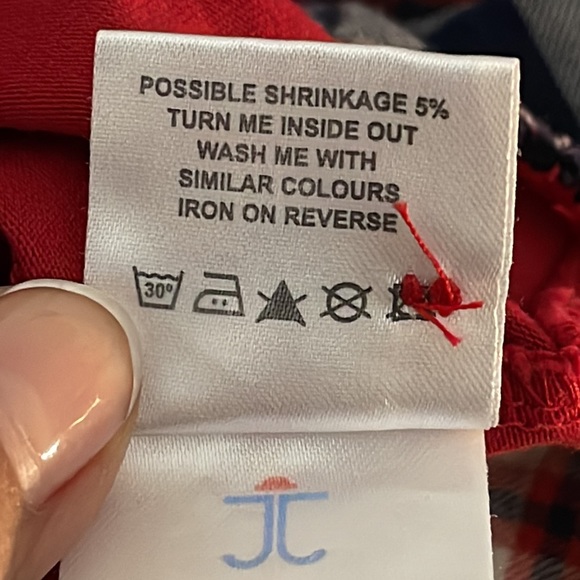 POSSIBLE SHRINKAGE 5%
TURN ME INSIDE OUT
WASH ME WITH
SIMILAR COLOURS
IRON ON REVERSE
30°